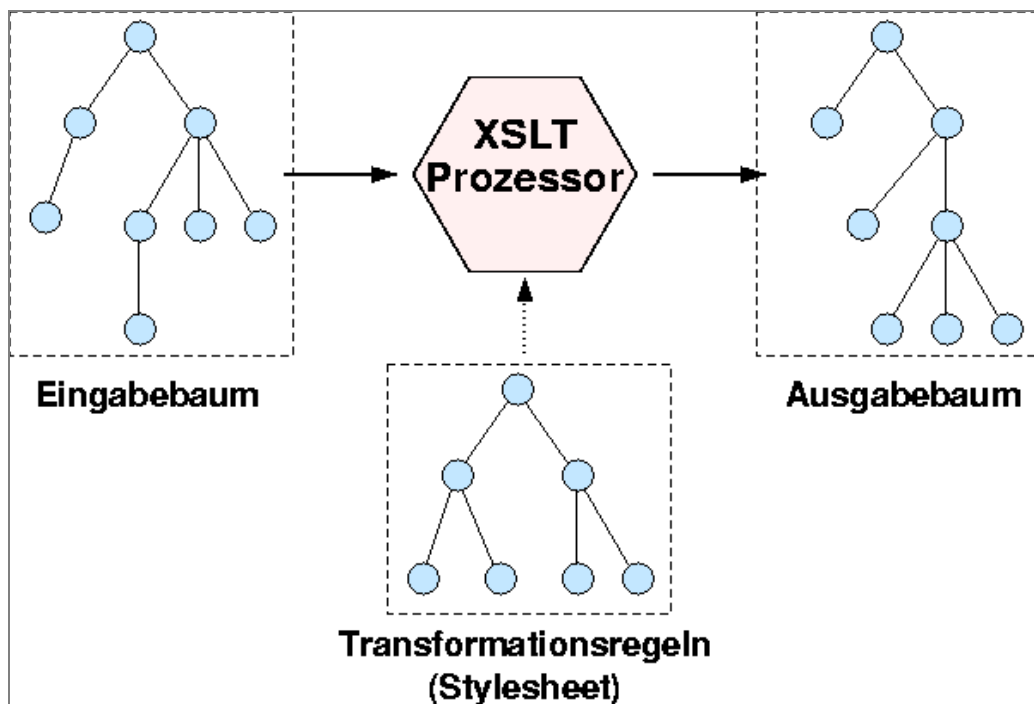 XSLT
Prozessor
Eingabebaum
Ausgabebaum
Transformationsregeln
(Stylesheet)